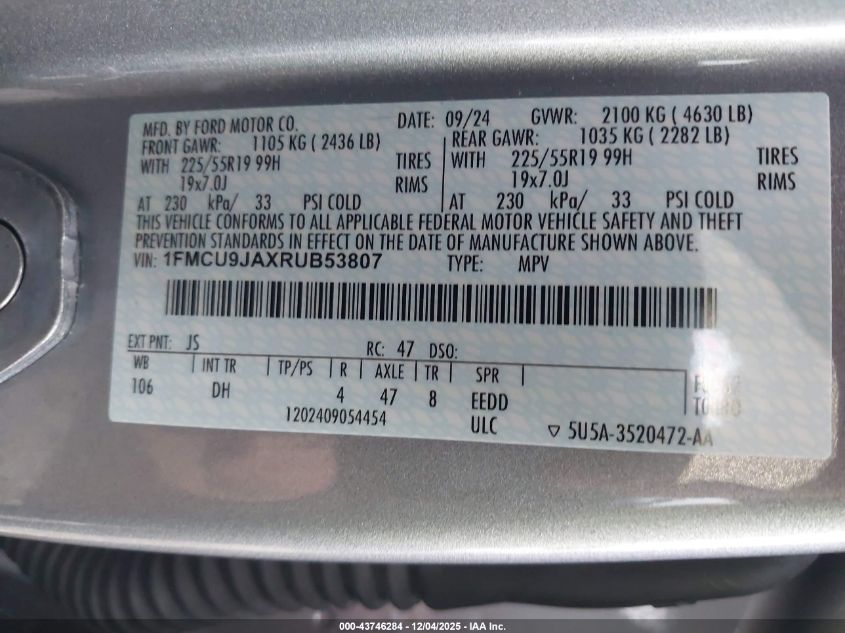 MFD. BY FORD MOTOR CO. DATE: 09/24 GVWR: 2100 KG ( 4630 LB)
FRONT GAWR: 1105 KG ( 2436 LB) REAR GAWR: 1035 KG ( 2282 LB)
WITH 225/55R19 99H TIRES WITH 225/55R19 99H TIRES
19x7.0J RIMS 19x7.0J RIMS
AT 230 kPa/ 33 PSI COLD AT 230 kPa/ 33 PSI COLD
THIS VEHICLE CONFORMS TO ALL APPLICABLE FEDERAL MOTOR VEHICLE SAFETY AND THEFT
PREVENTION STANDARDS IN EFFECT ON THE DATE OF MANUFACTURE SHOWN ABOVE.
VIN: 1FMCU9JAXRUB53807 TYPE: MPV
EXT PNT: JS RC: 47 DSO:
WB INT TR TP/PS R AXLE TR SPR
106 DH 4 47 8 EEDD
1202409054454 ULC ▽ 5U5A-3520472-AA
000-43746284 - 12/04/2025 - IAA Inc.